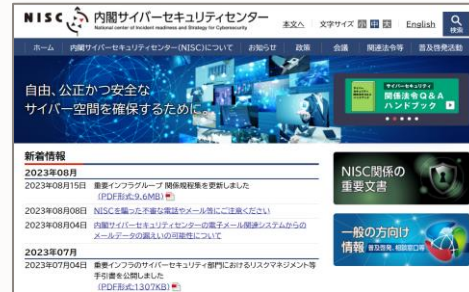 NISC 内閣サイバーセキュリティセンター
National center of Incident readiness and Strategy for Cybersecurity
本文へ 文字サイズ 小 中 大 English 検索
ホーム 内閣サイバーセキュリティセンター(NISC)について お知らせ 政策 会議 関連法令等 普及啓発活動
自由、公正かつ安全な
サイバー空間を確保するために。
サイバーセキュリティ
関係法令Q&A
ハンドブック
新着情報
2023年08月
2023年08月15日 重要インフラグループ 関係規程集を更新しました
(PDF形式:9.6MB)
2023年08月08日 NISCを騙った不審な電話やメール等にご注意ください
2023年08月04日 内閣サイバーセキュリティセンターの電子メール関連システムからの
メールデータの漏えいの可能性について
2023年07月
2023年07月04日 重要インフラのサイバーセキュリティ部門におけるリスクマネジメント等
手引書を公開しました
(PDF形式:1307KB)
NISC関係の
重要文書
一般の方向け
情報 普及啓発、相談窓口等